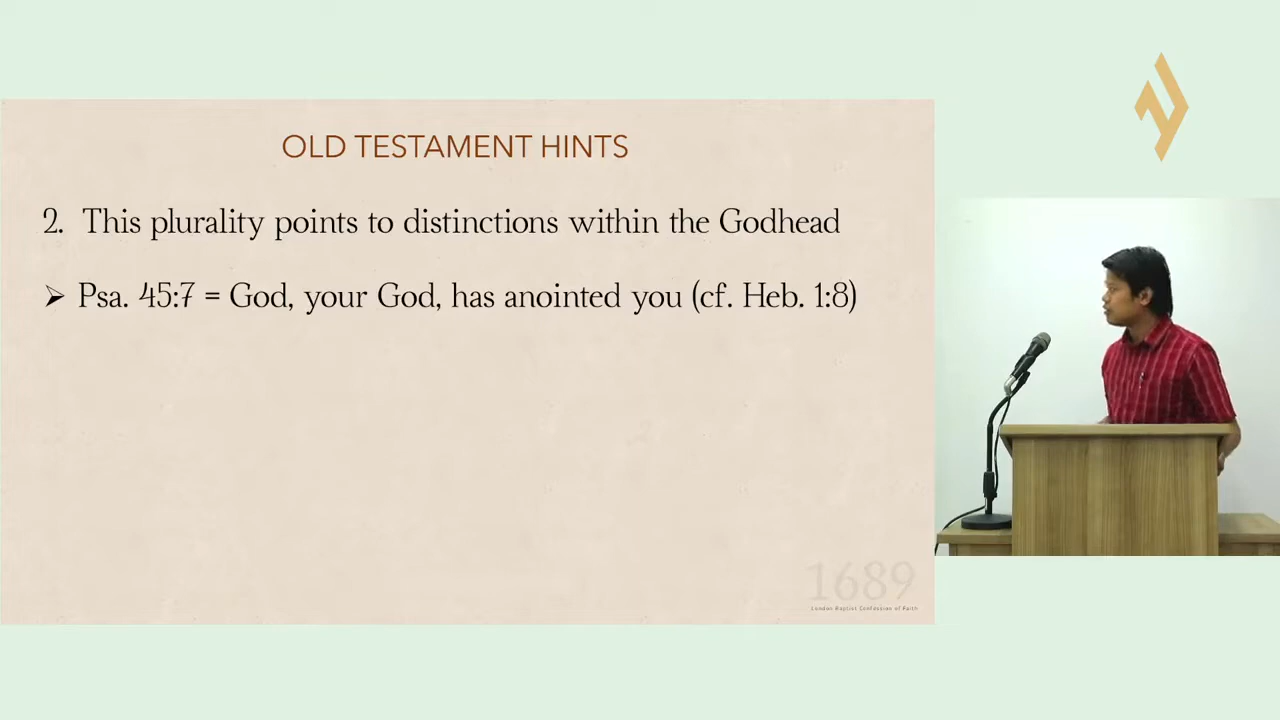 OLD TESTAMENT HINTS
2. This plurality points to distinctions within the Godhead
➢ Psa. 45:7 = God, your God, has anointed you (cf. Heb. 1:8)
1689
London Baptist Confession of Faith